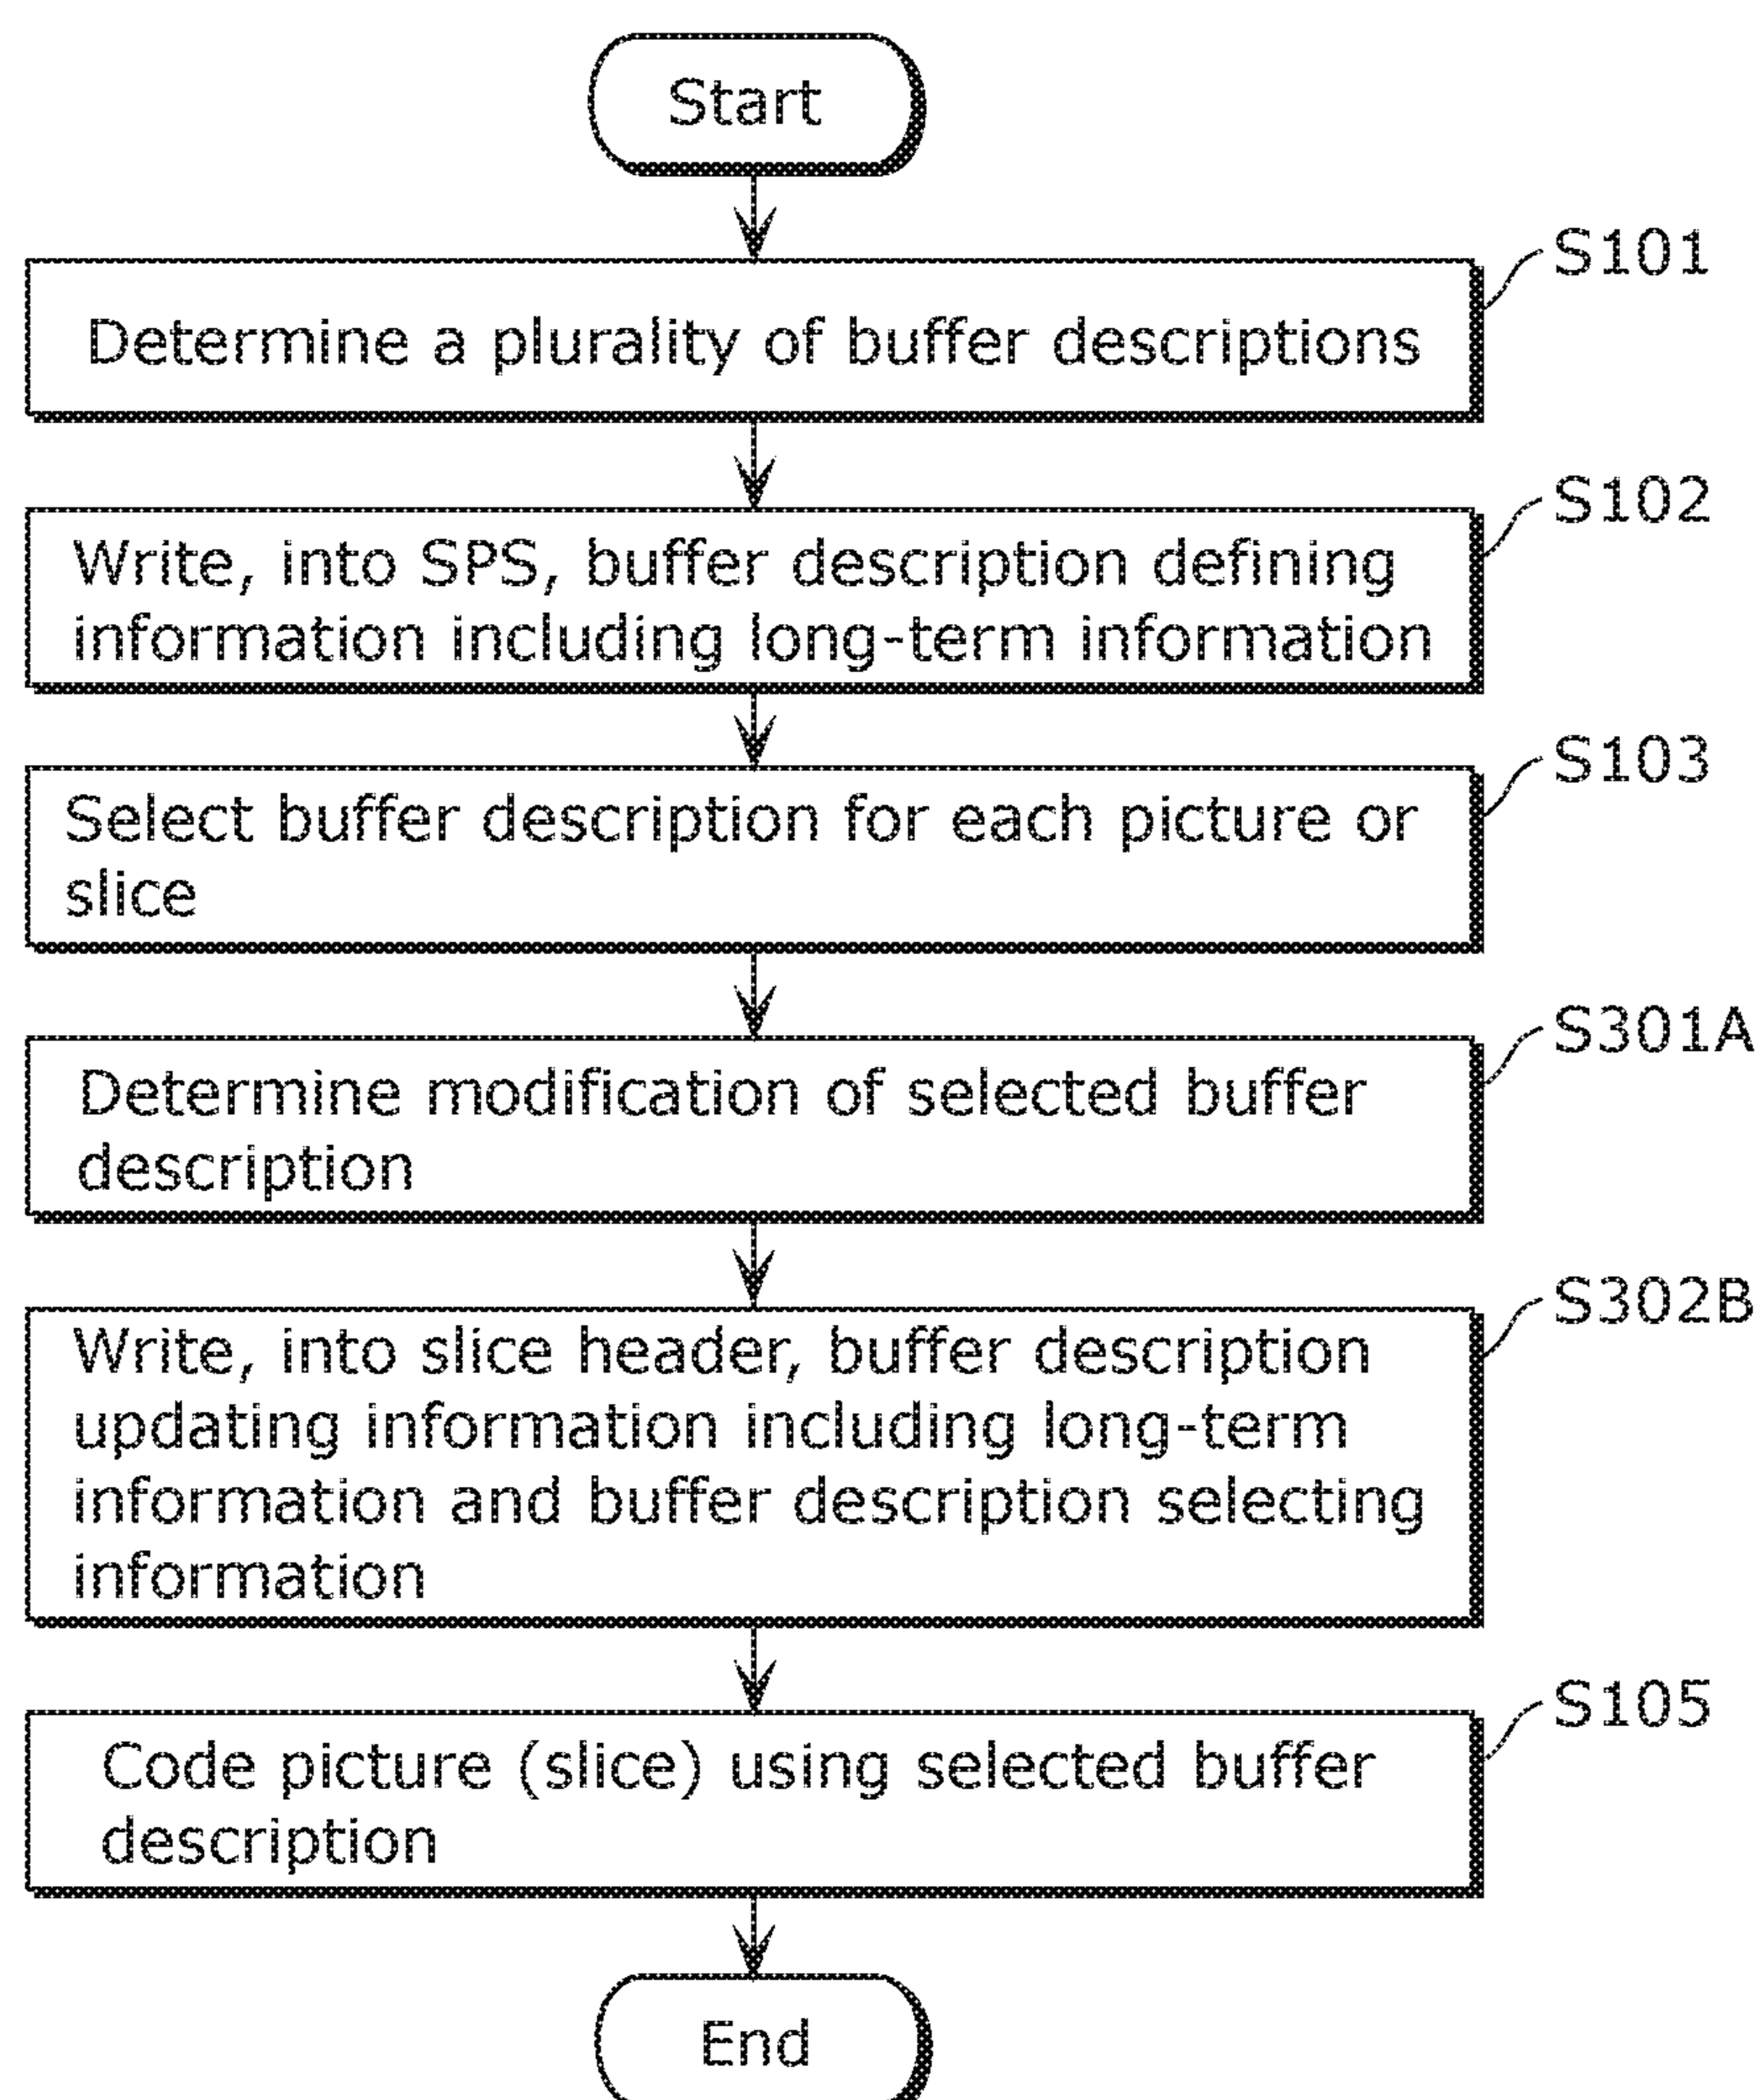 Start
S101
Determine a plurality of buffer descriptions
S102
Write, into SPS, buffer description defining
information including long-term information
S103
Select buffer description for each picture or
slice
S301A
Determine modification of selected buffer
description
S302B
Write, into slice header, buffer description
updating information including long-term
information and buffer description selecting
information
S105
Code picture (slice) using selected buffer
description
End